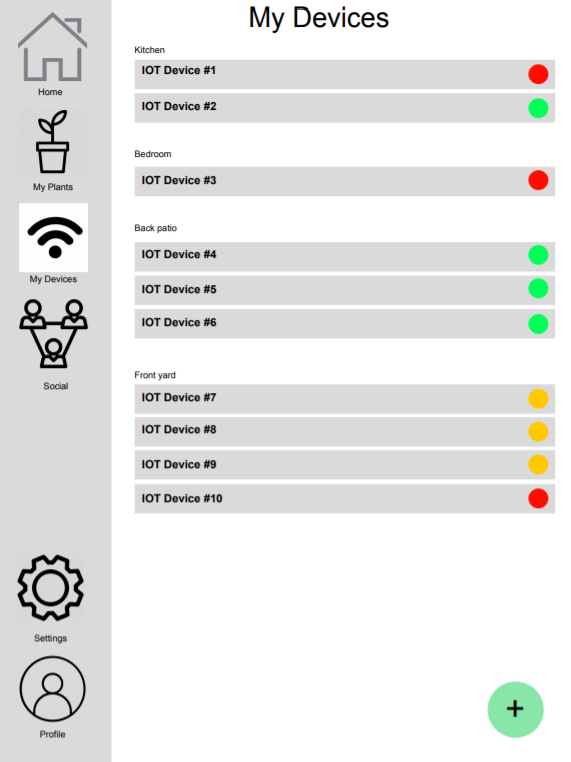 My Devices
Home
My Plants
My Devices
Social
Settings
Profile
Kitchen
IOT Device #1
IOT Device #2
Bedroom
IOT Device #3
Back patio
IOT Device #4
IOT Device #5
IOT Device #6
Front yard
IOT Device #7
IOT Device #8
IOT Device #9
IOT Device #10
+